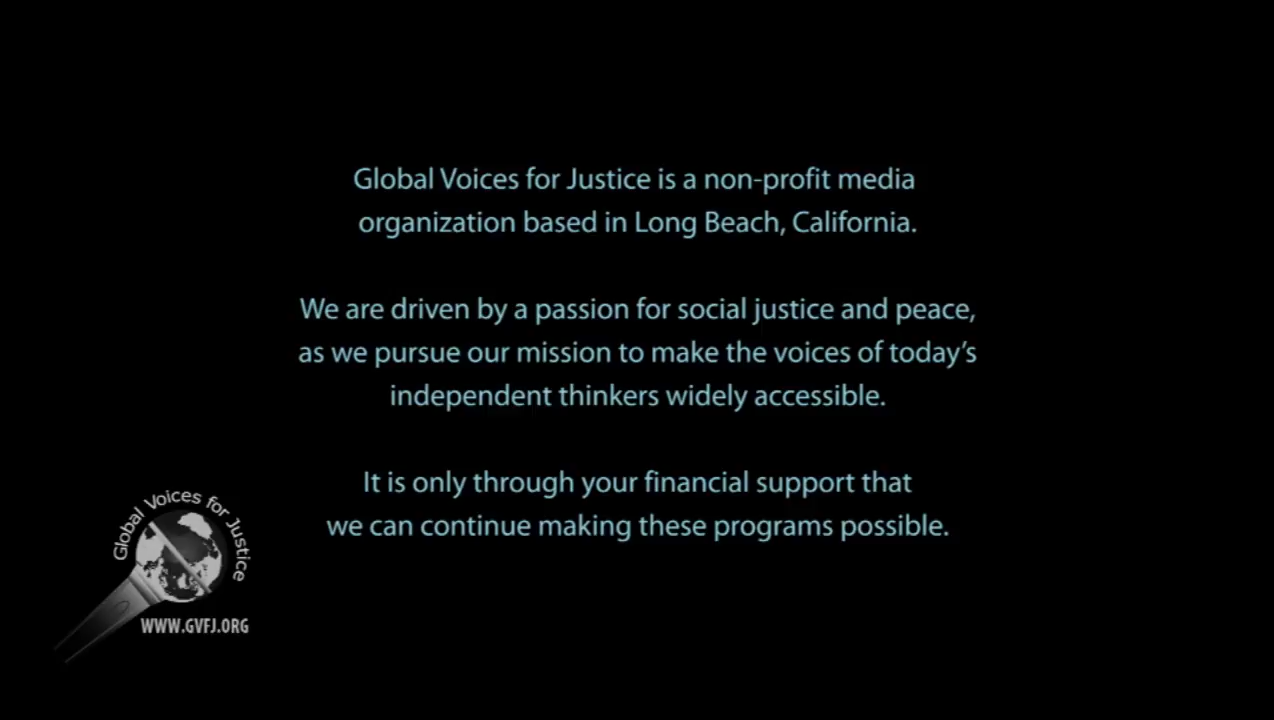 Global Voices for Justice is a non-profit media
organization based in Long Beach, California.
We are driven by a passion for social justice and peace,
as we pursue our mission to make the voices of today’s
independent thinkers widely accessible.
It is only through your financial support that
we can continue making these programs possible.
Global Voices for Justice
WWW.GVFJ.ORG